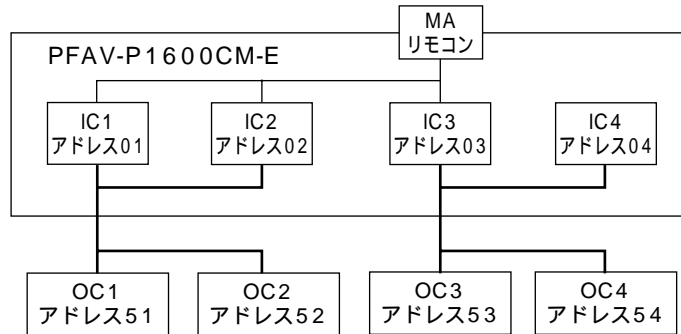 MA
リモコン
PFAV-P1600CM-E
IC1
アドレス01
IC2
アドレス02
IC3
アドレス03
IC4
アドレス04
OC1
アドレス51
OC2
アドレス52
OC3
アドレス53
OC4
アドレス54